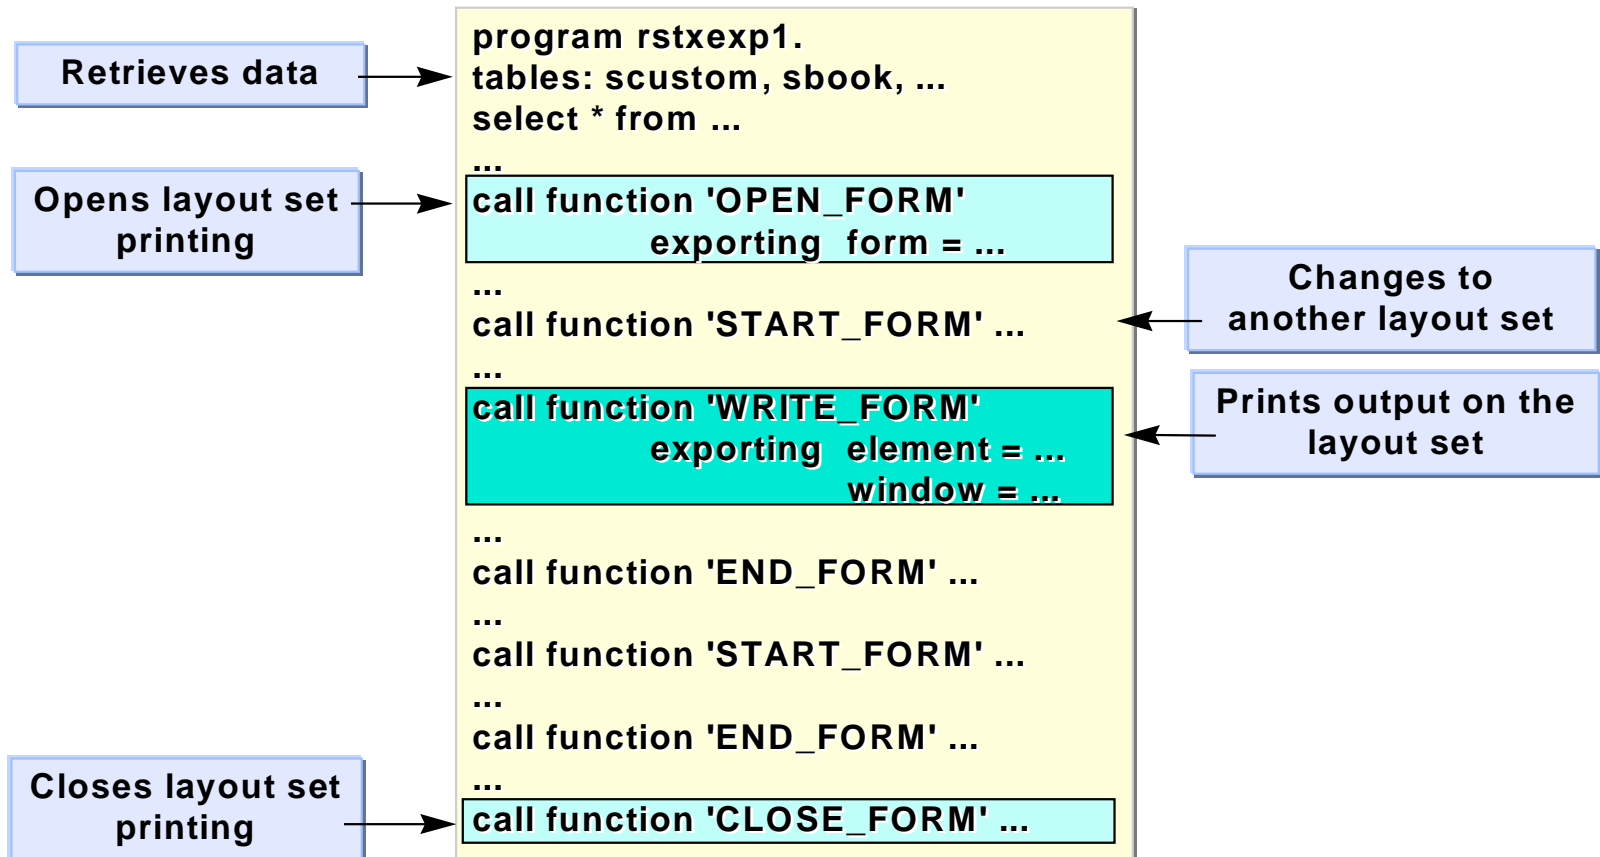 Retrieves data
Opens layout set
printing
Closes layout set
printing
program rstxexp1.
tables: scustom, sbook, ...
select * from ...
...
call function 'OPEN_FORM'
exporting form = ...
...
call function 'START_FORM' ...
...
call function 'WRITE_FORM'
exporting element = ...
window = ...
...
call function 'END_FORM' ...
...
call function 'START_FORM' ...
...
call function 'END_FORM' ...
...
call function 'CLOSE_FORM' ...
Changes to
another layout set
Prints output on the
layout set